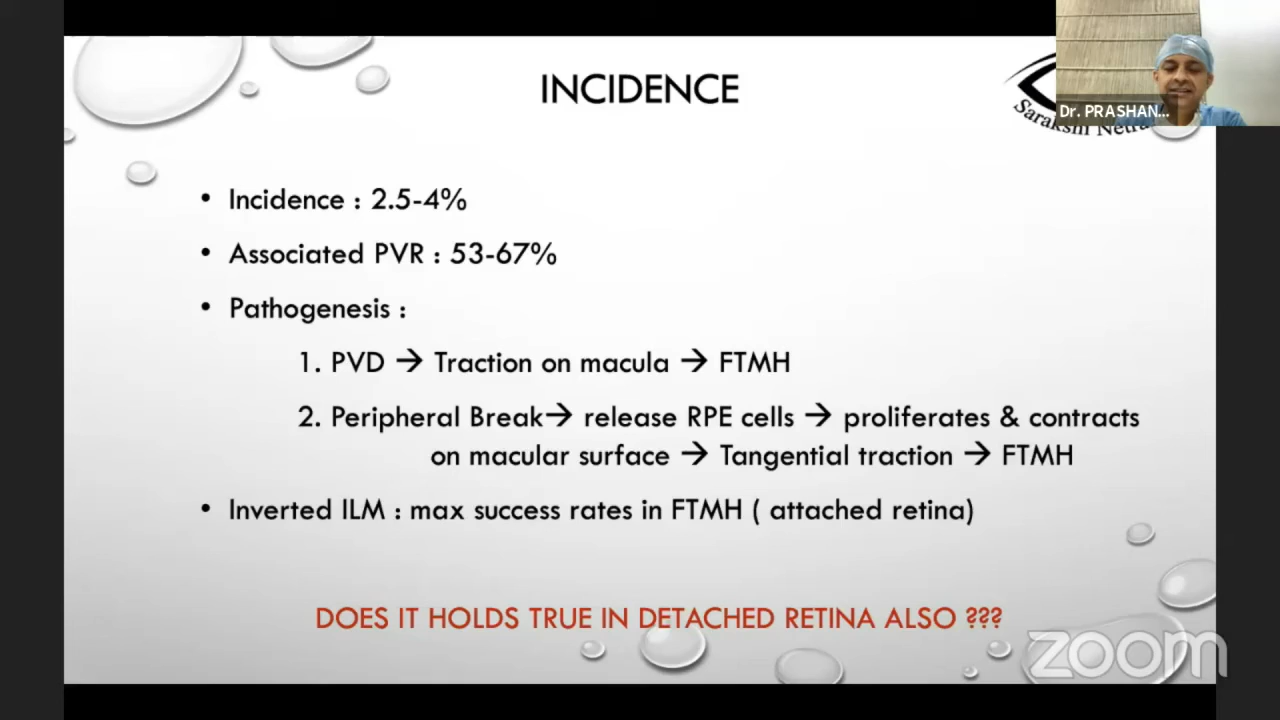 INCIDENCE
Dr. PRASHAN...
Sarakshi Netra
• Incidence : 2.5-4%
• Associated PVR : 53-67%
• Pathogenesis :
1. PVD → Traction on macula → FTMH
2. Peripheral Break→ release RPE cells → proliferates & contracts
on macular surface → Tangential traction → FTMH
• Inverted ILM : max success rates in FTMH ( attached retina)
DOES IT HOLDS TRUE IN DETACHED RETINA ALSO ???
zoom